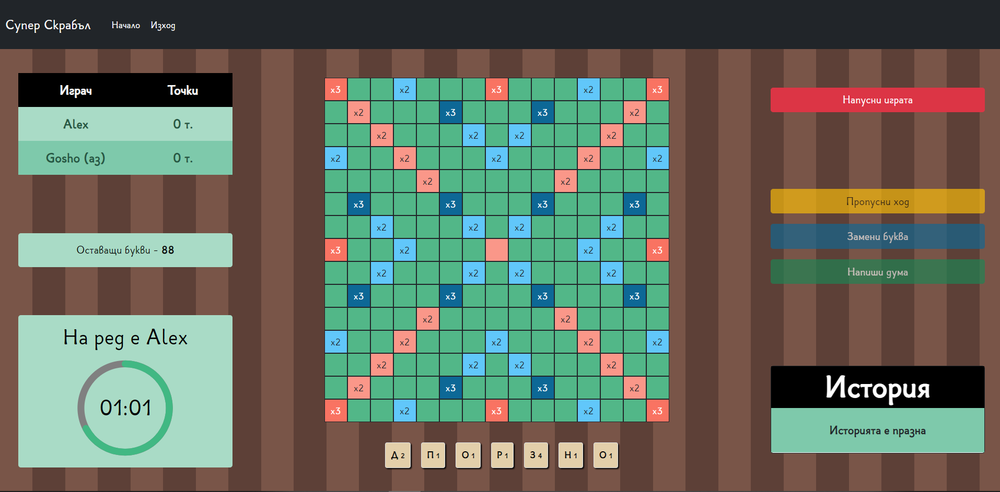 Супер Скрабъл Начало Изход
Играч Точки
Alex 0 т.
Gosho (аз) 0 т.
Оставащи букви - 88
На ред е Alex
01:01
x3 x2 x3 x2 x3
x2 x3 x3 x2
x2 x2 x2 x2
x2 x2 x2 x2 x2
x2 x2
x3 x3 x3 x3
x2 x2 x2 x2
x3 x2 x2 x3
x2 x2 x2 x2
x3 x3 x3 x3
x2 x2
x2 x2 x2 x2 x2
x2 x2 x2 x2
x2 x3 x3 x2
x3 x2 x3 x2 x3
Д 2 П 1 О 1 Р 1 З 4 Н 1 О 1
Напусни играта
Пропусни ход
Замени буква
Напиши дума
История
Историята е празна